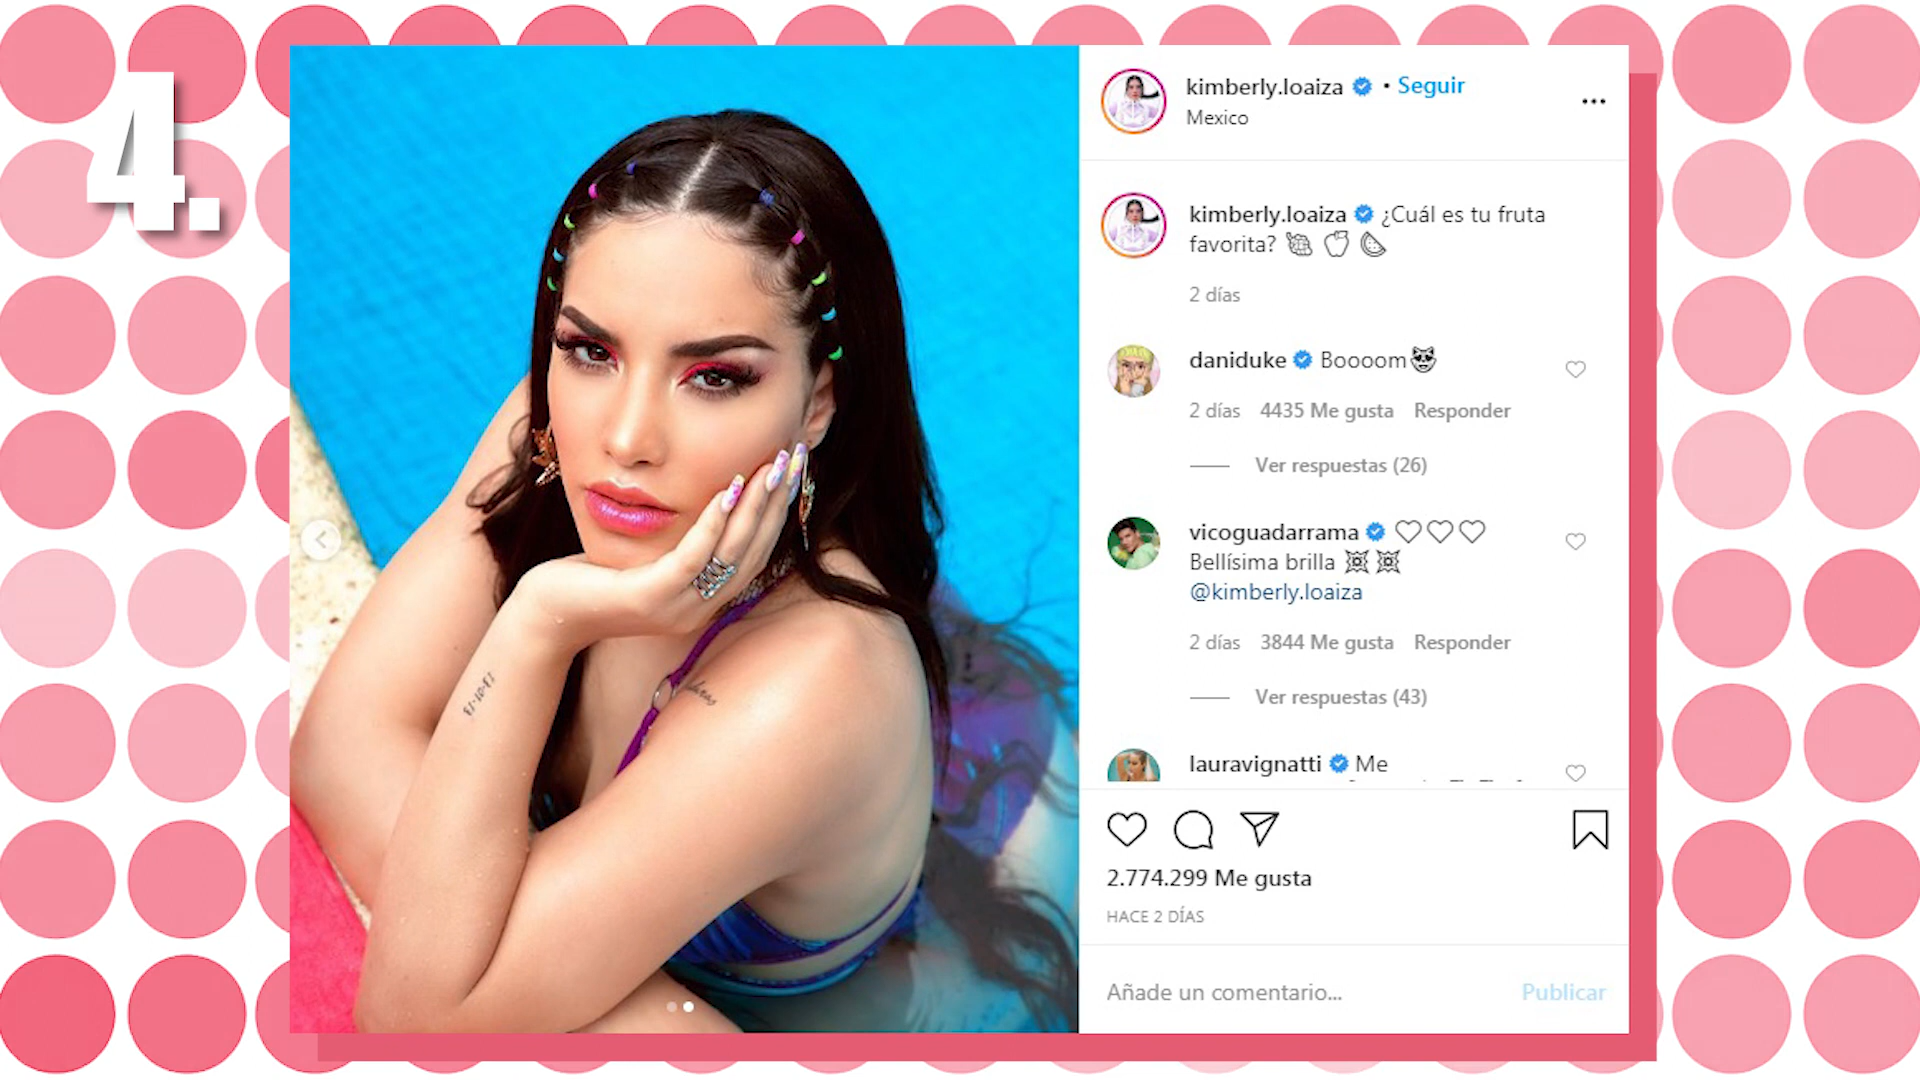 4.
kimberly.loaiza • Seguir
Mexico
kimberly.loaiza ¿Cuál es tu fruta
favorita?
2 días
daniduke Boooom
2 días 4435 Me gusta Responder
Ver respuestas (26)
vicoguadarrama
Bellísima brilla
@kimberly.loaiza
2 días 3844 Me gusta Responder
Ver respuestas (43)
lauravignatti Me
2.774.299 Me gusta
HACE 2 DÍAS
Añade un comentario...
Publicar